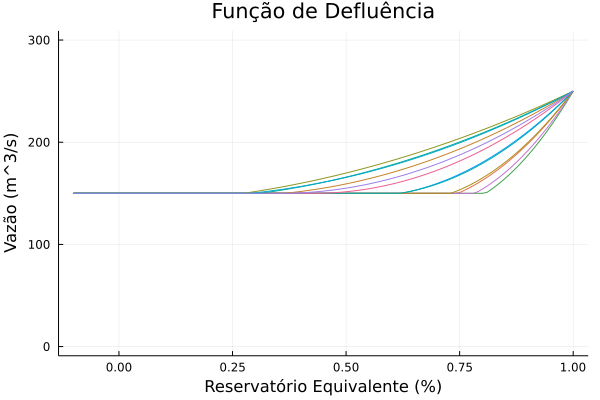 Função de Defluência
Vazão (m^3/s)
300
200
100
0
0.00 0.25 0.50 0.75 1.00
Reservatório Equivalente (%)